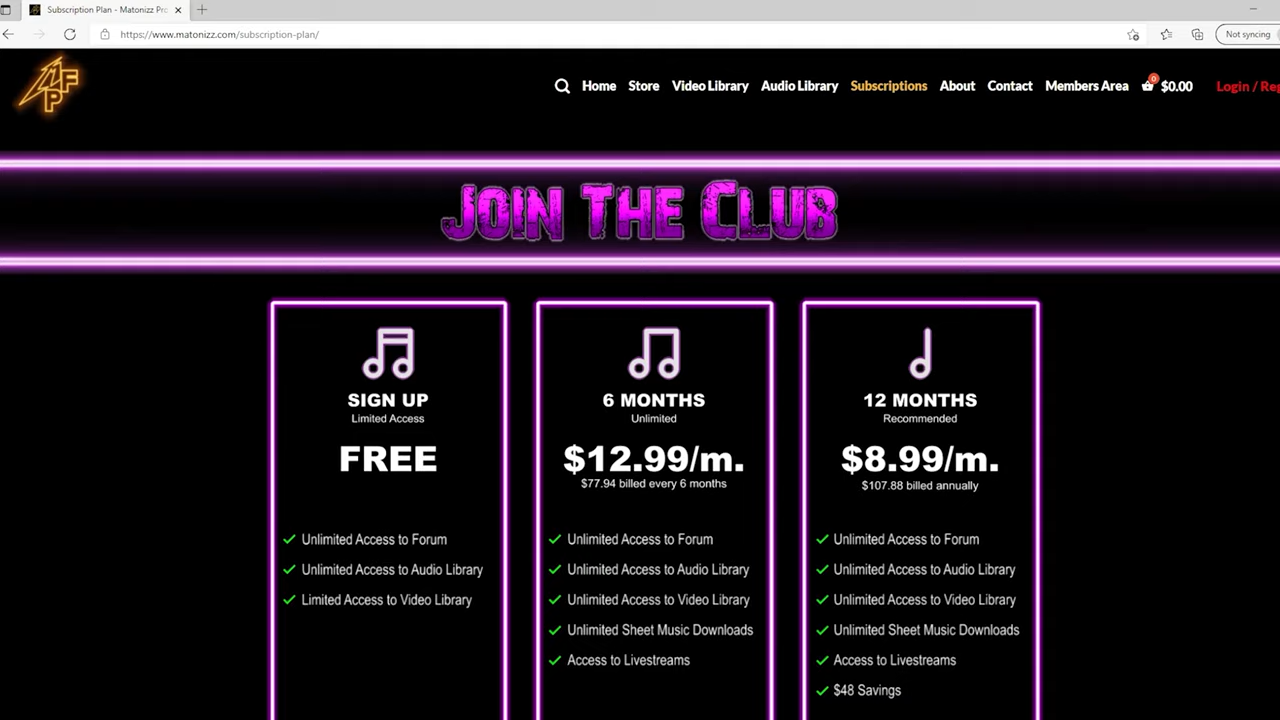 Subscription Plan - Matonizz Pro
https://www.matonizz.com/subscription-plan/
Not syncing
MFP
Home Store Video Library Audio Library Subscriptions About Contact Members Area 0 $0.00 Login / Reg
JOIN THE CLUB
SIGN UP
Limited Access
FREE
Unlimited Access to Forum
Unlimited Access to Audio Library
Limited Access to Video Library
6 MONTHS
Unlimited
$12.99/m.
$77.94 billed every 6 months
Unlimited Access to Forum
Unlimited Access to Audio Library
Unlimited Access to Video Library
Unlimited Sheet Music Downloads
Access to Livestreams
12 MONTHS
Recommended
$8.99/m.
$107.88 billed annually
Unlimited Access to Forum
Unlimited Access to Audio Library
Unlimited Access to Video Library
Unlimited Sheet Music Downloads
Access to Livestreams
$48 Savings